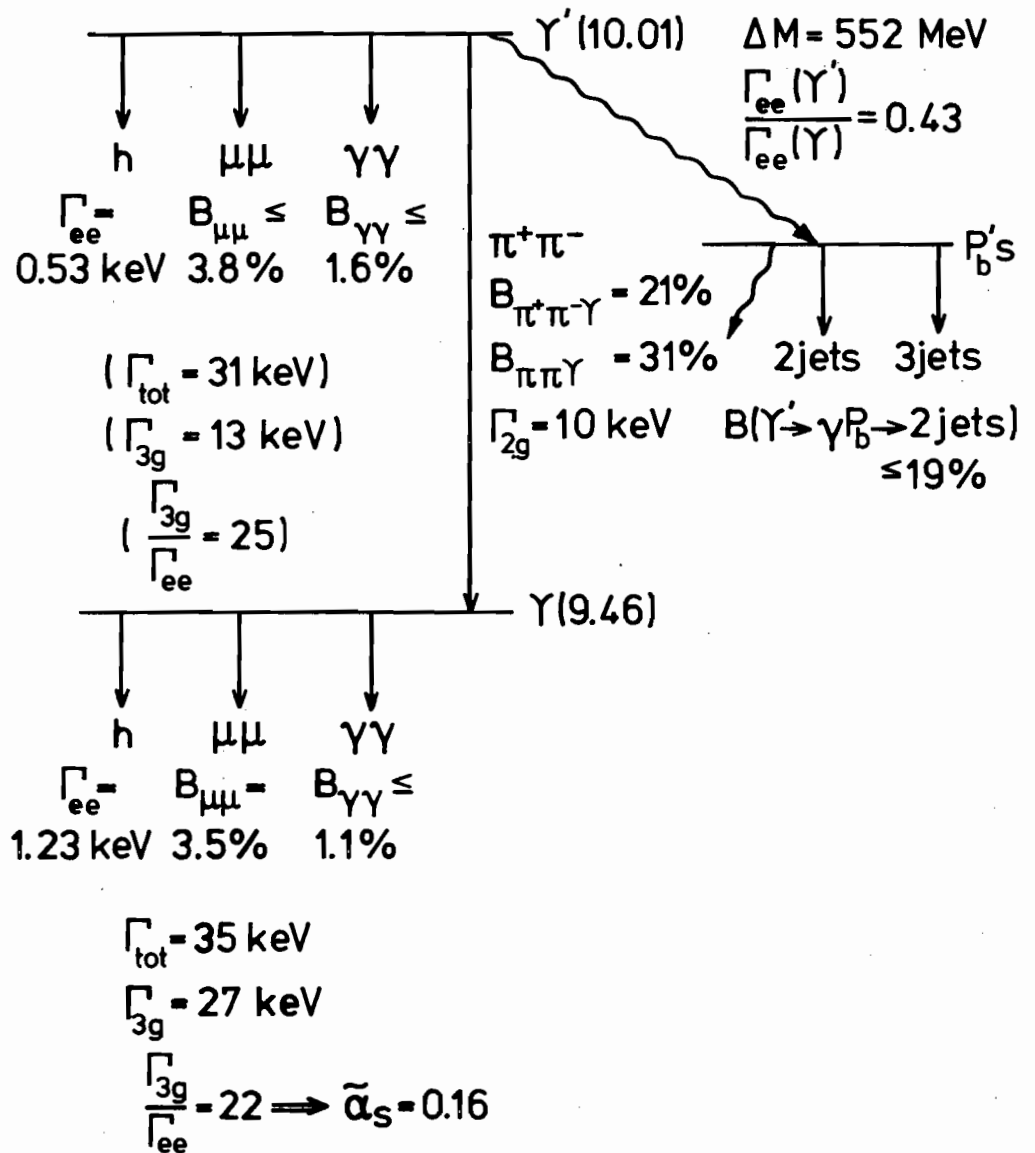 ϒ'(10.01)
ΔM = 552 MeV
Γee(ϒ')/Γee(ϒ) = 0.43
h μμ γγ
Γee = Bμμ ≤ Bγγ ≤
0.53 keV 3.8% 1.6%
π⁺π⁻
Bπ⁺π⁻ϒ = 21%
Bππϒ = 31%
Γ2g = 10 keV
Pb's
2jets 3jets
B(ϒ'→γPb→2jets)
≤19%
(Γtot = 31 keV)
(Γ3g = 13 keV)
(Γ3g/Γee = 25)
ϒ(9.46)
h μμ γγ
Γee = Bμμ = Bγγ ≤
1.23 keV 3.5% 1.1%
Γtot = 35 keV
Γ3g = 27 keV
Γ3g/Γee = 22 ⟹ α̃s = 0.16